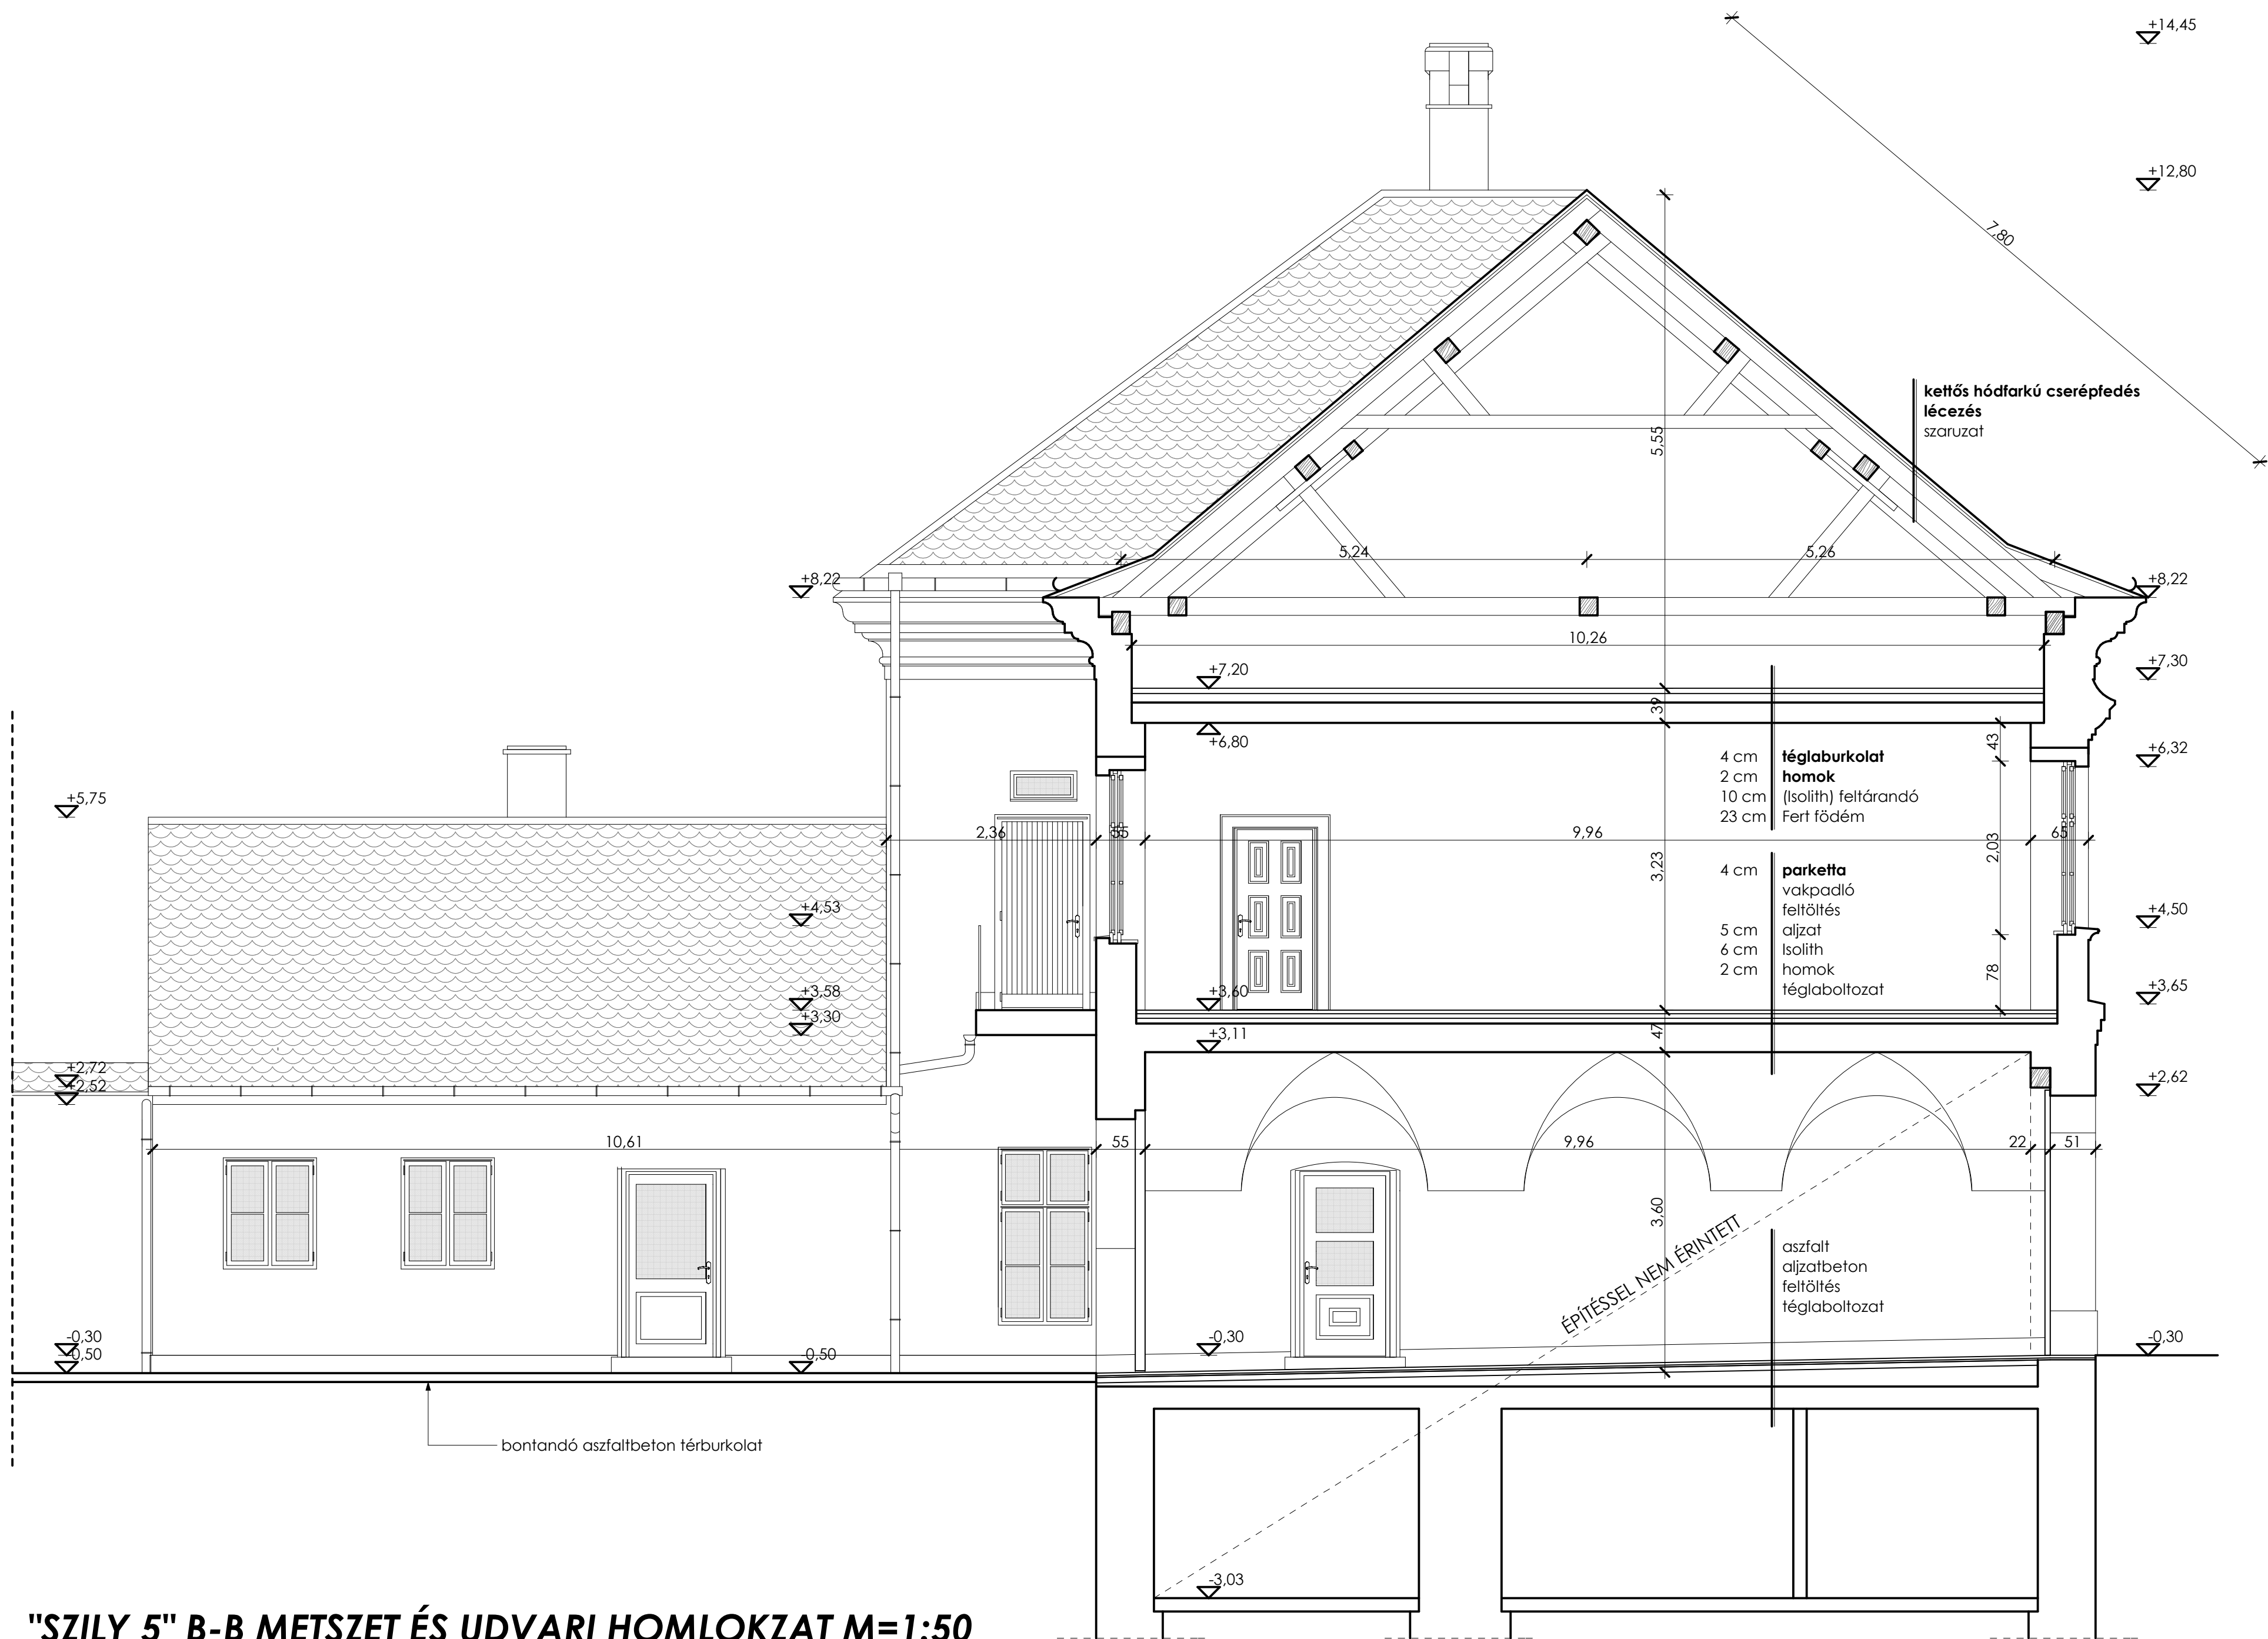 +14,45
+12,80
7,80
kettős hódfarkú cserépfedés
lécezés
szaruzat
5,55
5,24
5,26
+8,22
+8,22
10,26
+7,20
+7,30
39
+6,80
43
+6,32
4 cm téglaburkolat
2 cm homok
10 cm (Isolith) feltárandó
23 cm Fert födém
+5,75
2,36
55
9,96
65
2,03
3,23
4 cm parketta
vakpadló
feltöltés
5 cm aljzat
6 cm Isolith
2 cm homok
téglaboltozat
+4,53
+4,50
78
+3,58
+3,60
+3,65
+3,30
47
+3,11
+2,72
+2,52
+2,62
10,61
55
9,96
22
51
3,60
ÉPÍTÉSSEL NEM ÉRINTETT
aszfalt
aljzatbeton
feltöltés
téglaboltozat
-0,30
-0,50
-0,50
-0,30
-0,30
bontandó aszfaltbeton térburkolat
-3,03
"SZILY 5" B-B METSZET ÉS UDVARI HOMLOKZAT M=1:50